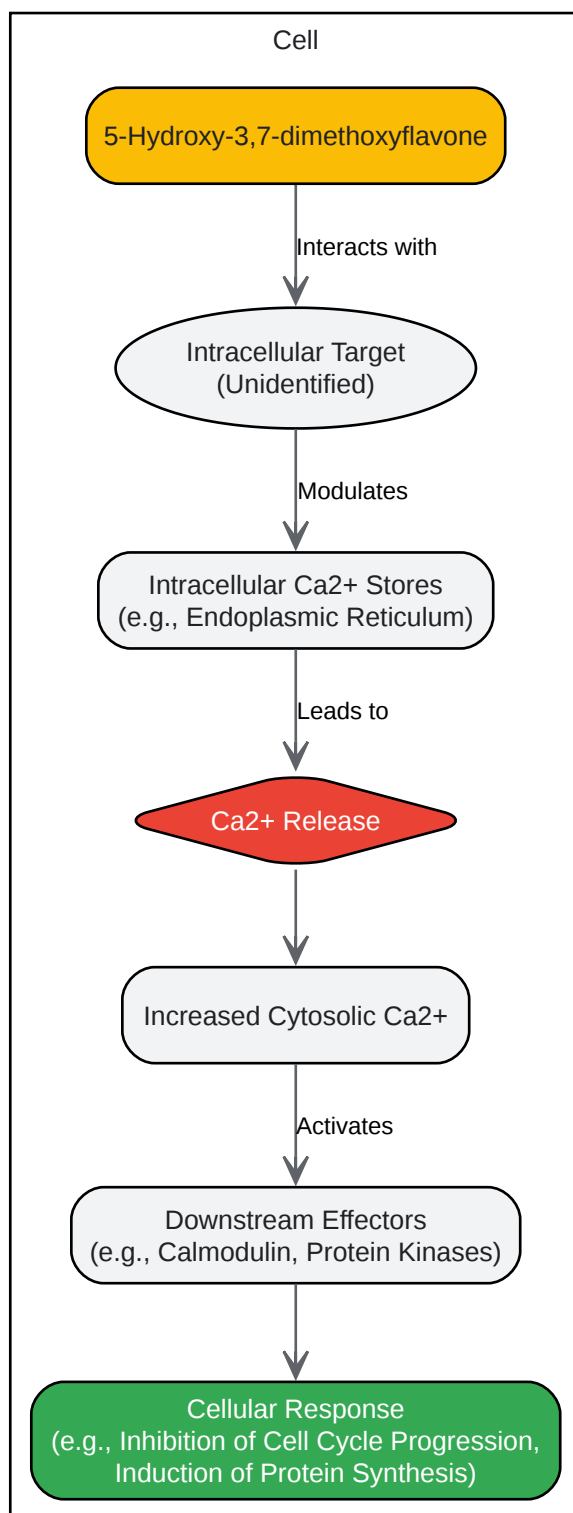 Cell
5-Hydroxy-3,7-dimethoxyflavone
Interacts with
Intracellular Target
(Unidentified)
Modulates
Intracellular Ca2+ Stores
(e.g., Endoplasmic Reticulum)
Leads to
Ca2+ Release
Increased Cytosolic Ca2+
Activates
Downstream Effectors
(e.g., Calmodulin, Protein Kinases)
Cellular Response
(e.g., Inhibition of Cell Cycle Progression,
Induction of Protein Synthesis)